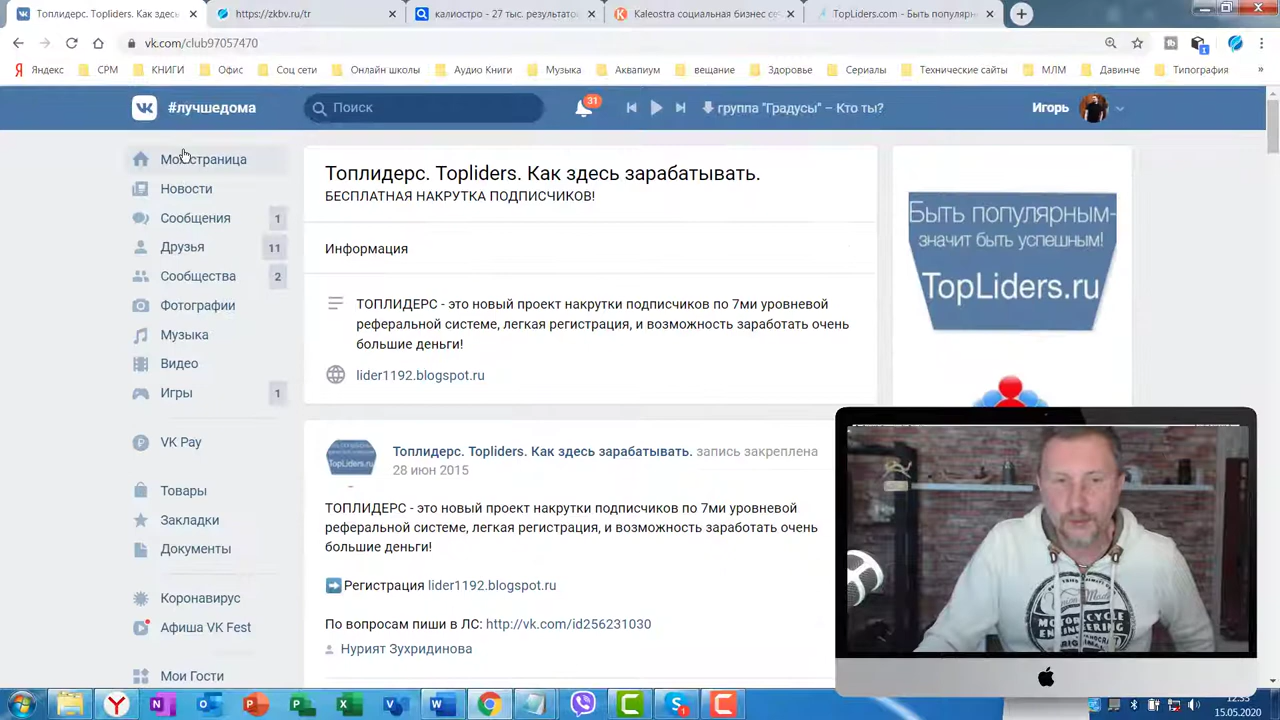 Топлидерс. Topliders. Как здесь
https://zkbv.ru/tr
калиостро - 27 тыс. результато
Kaleostra социальная бизнес се
TopLiders.com - Быть популярн
vk.com/club97057470
Яндекс
СРМ
КНИГИ
Офис
Соц сети
Онлайн школы
Аудио Книги
Музыка
Аквапиум
вещание
Здоровье
Сериалы
Технические сайты
МЛМ
Давинче
Типография
»
#лучшедома
Поиск
31
группа "Градусы" – Кто ты?
Игорь
Моя страница
Новости
Сообщения 1
Друзья 11
Сообщества 2
Фотографии
Музыка
Видео
Игры 1
VK Pay
Товары
Закладки
Документы
Коронавирус
Афиша VK Fest
Мои Гости
Топлидерс. Topliders. Как здесь зарабатывать.
БЕСПЛАТНАЯ НАКРУТКА ПОДПИСЧИКОВ!
Информация
ТОПЛИДЕРС - это новый проект накрутки подписчиков по 7ми уровневой
реферальной системе, легкая регистрация, и возможность заработать очень
большие деньги!
lider1192.blogspot.ru
Топлидерс. Topliders. Как здесь зарабатывать. запись закреплена
28 июн 2015
ТОПЛИДЕРС - это новый проект накрутки подписчиков по 7ми уровневой
реферальной системе, легкая регистрация, и возможность заработать очень
большие деньги!
Регистрация lider1192.blogspot.ru
По вопросам пиши в ЛС: http://vk.com/id256231030
Нурият Зухридинова
Быть популярным-
значит быть успешным!
TopLiders.ru
TopLiders.ru
MOTORCYCLE
ENGINEERING
15.05.2020